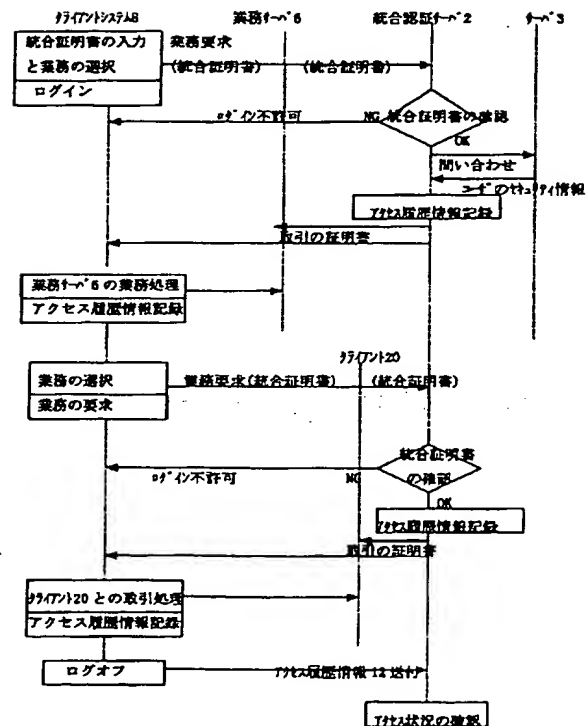 クライアントシステム8 業務サーバ6 統合認証サーバ2 サーバ3
統合証明書の入力 業務要求
と業務の選択 (統合証明書) (統合証明書)
ログイン
ログイン不許可 NG 統合証明書の確認
OK
問い合わせ
ユーザのセキュリティ情報
アクセス履歴情報記録
取引の証明書
業務サーバ6の業務処理
アクセス履歴情報記録
クライアント20
業務の選択 業務要求(統合証明書) (統合証明書)
業務の要求
統合証明書
の確認
ログイン不許可 NG
OK
アクセス履歴情報記録
取引の証明書
クライアント20との取引処理
アクセス履歴情報記録
ログオフ アクセス履歴情報12送付
アクセス状況の確認